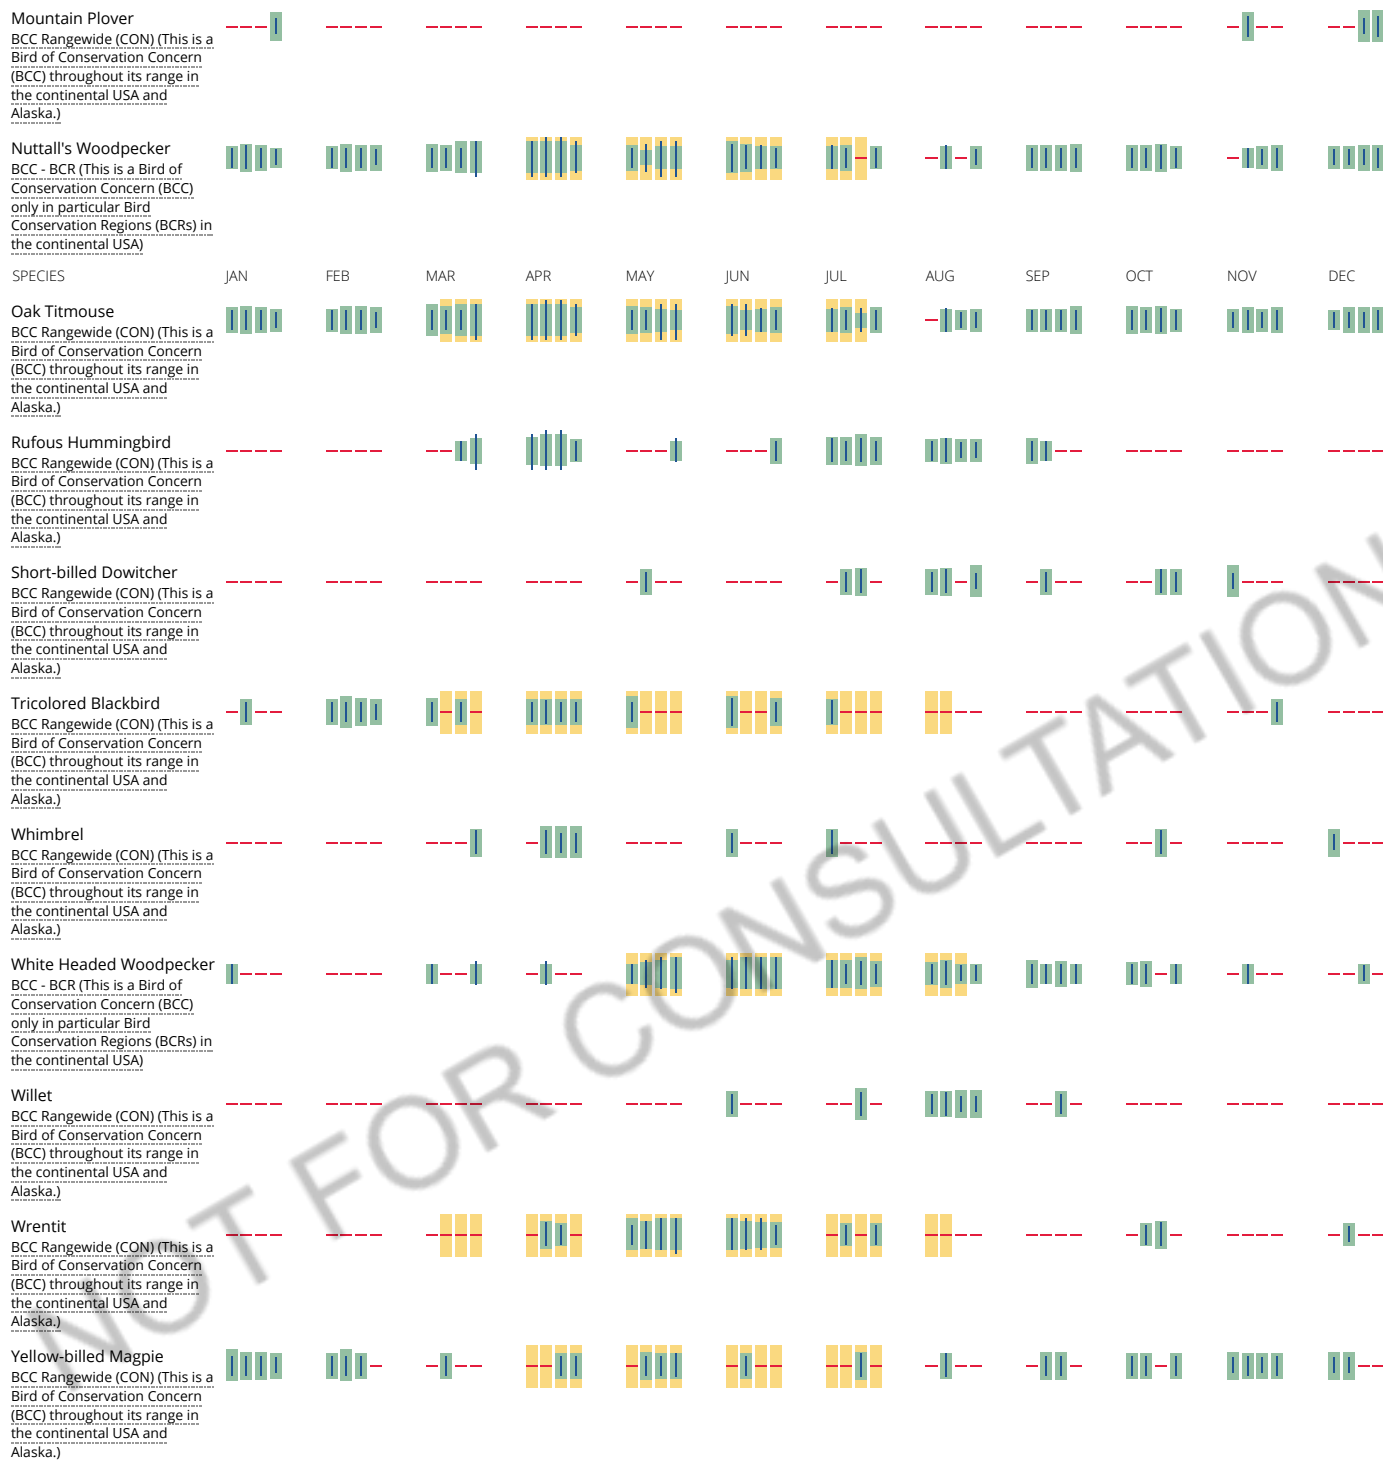 Mountain Plover
BCC Rangewide (CON) (This is a
Bird of Conservation Concern
(BCC) throughout its range in
the continental USA and
Alaska.)
Nuttall's Woodpecker
BCC - BCR (This is a Bird of
Conservation Concern (BCC)
only in particular Bird
Conservation Regions (BCRs) in
the continental USA)
SPECIES JAN FEB MAR APR MAY JUN JUL AUG SEP OCT NOV DEC
Oak Titmouse
BCC Rangewide (CON) (This is a
Bird of Conservation Concern
(BCC) throughout its range in
the continental USA and
Alaska.)
Rufous Hummingbird
BCC Rangewide (CON) (This is a
Bird of Conservation Concern
(BCC) throughout its range in
the continental USA and
Alaska.)
Short-billed Dowitcher
BCC Rangewide (CON) (This is a
Bird of Conservation Concern
(BCC) throughout its range in
the continental USA and
Alaska.)
Tricolored Blackbird
BCC Rangewide (CON) (This is a
Bird of Conservation Concern
(BCC) throughout its range in
the continental USA and
Alaska.)
Whimbrel
BCC Rangewide (CON) (This is a
Bird of Conservation Concern
(BCC) throughout its range in
the continental USA and
Alaska.)
White Headed Woodpecker
BCC - BCR (This is a Bird of
Conservation Concern (BCC)
only in particular Bird
Conservation Regions (BCRs) in
the continental USA)
Willet
BCC Rangewide (CON) (This is a
Bird of Conservation Concern
(BCC) throughout its range in
the continental USA and
Alaska.)
Wrentit
BCC Rangewide (CON) (This is a
Bird of Conservation Concern
(BCC) throughout its range in
the continental USA and
Alaska.)
Yellow-billed Magpie
BCC Rangewide (CON) (This is a
Bird of Conservation Concern
(BCC) throughout its range in
the continental USA and
Alaska.)
NOT FOR CONSULTATION